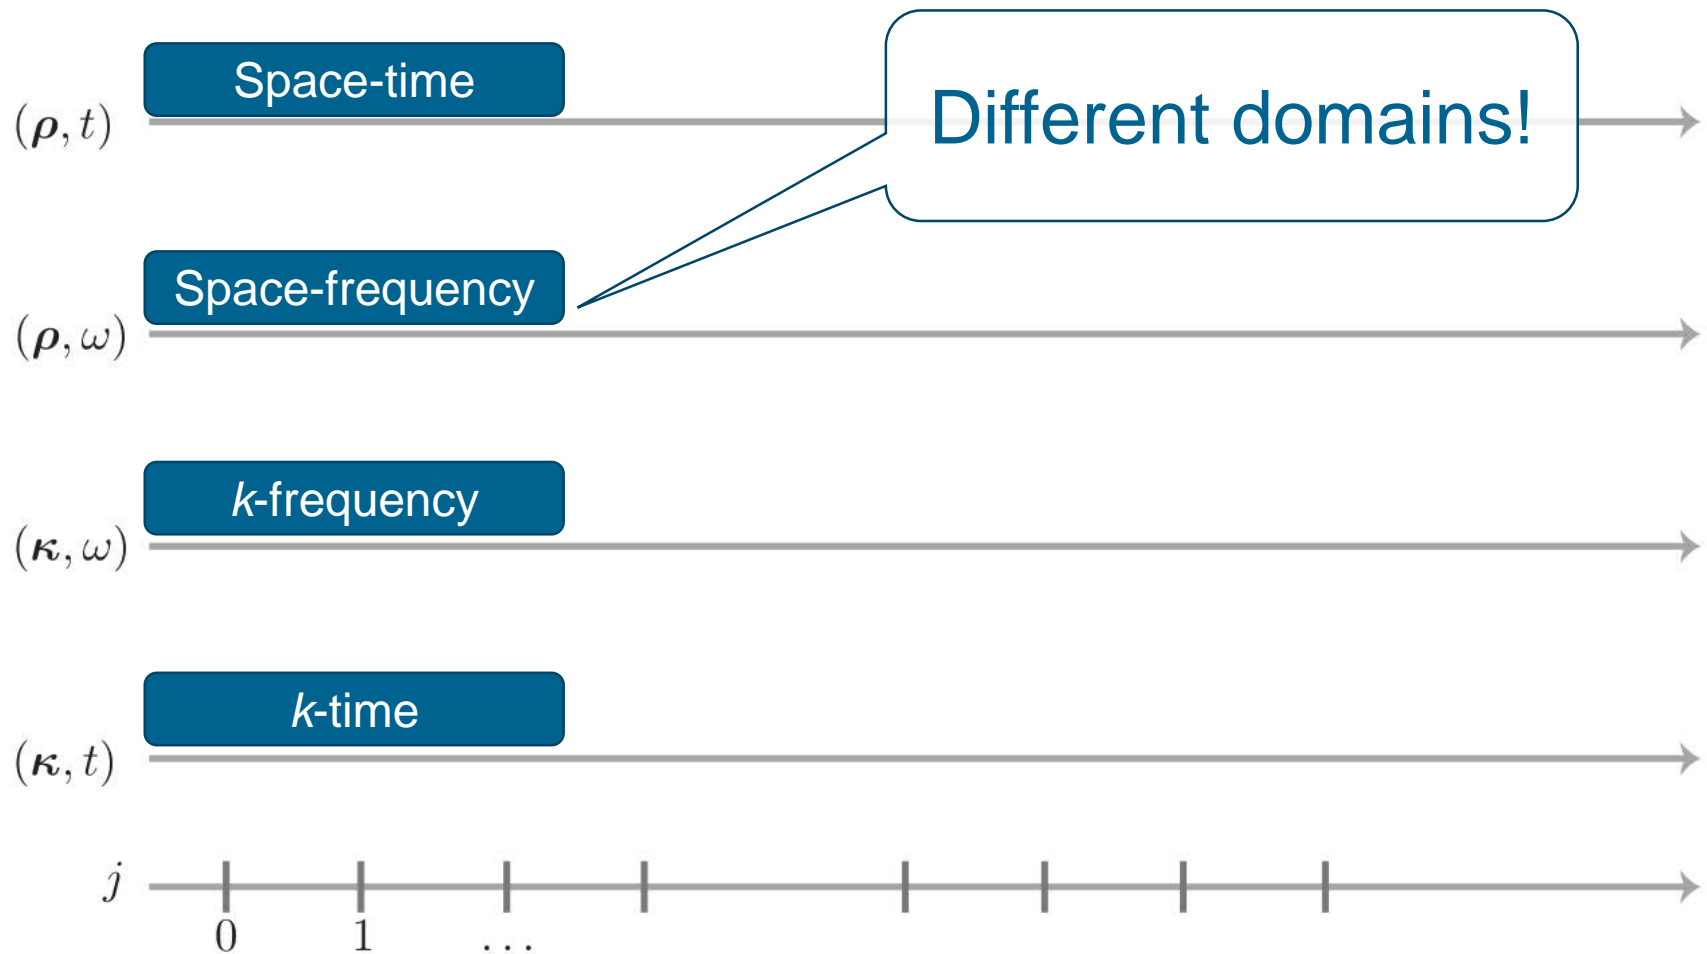 Space-time
Different domains!
(ρ, t)
Space-frequency
(ρ, ω)
k-frequency
(κ, ω)
k-time
(κ, t)
j
0 1 ...